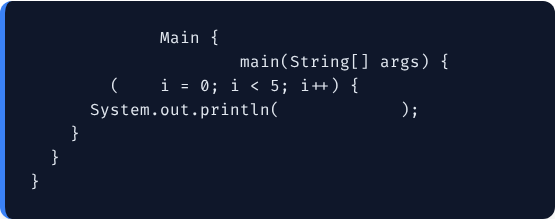 Main {
main(String[] args) {
( i = 0; i < 5; i++) {
System.out.println( );
}
}
}